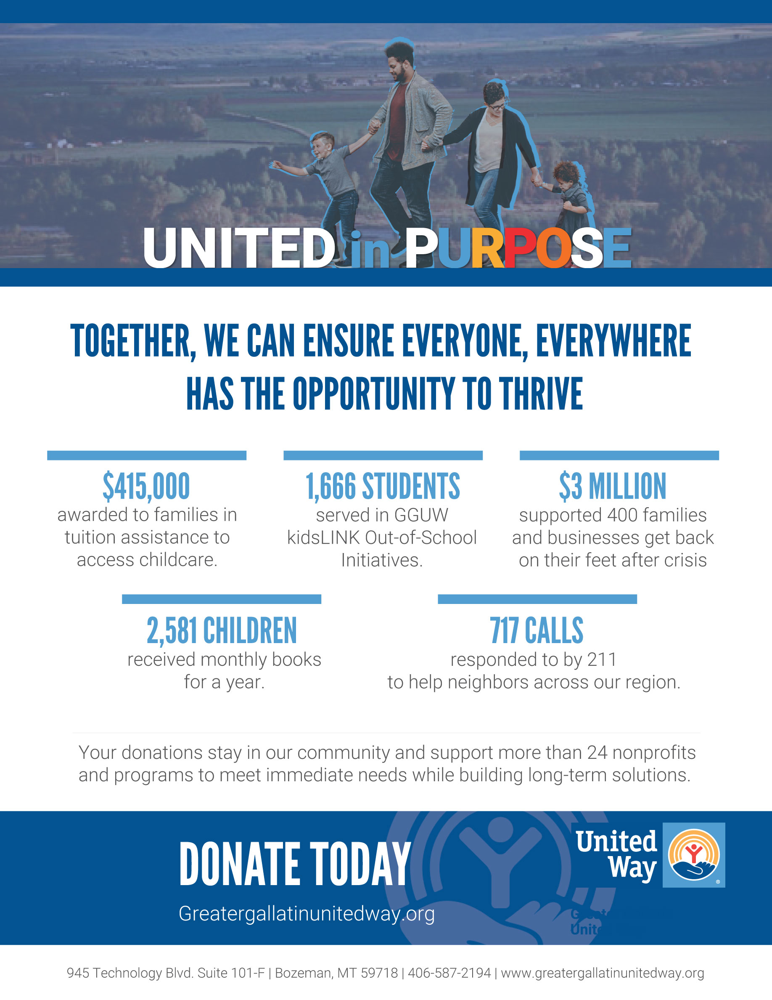 UNITED in PURPOSE
TOGETHER, WE CAN ENSURE EVERYONE, EVERYWHERE
HAS THE OPPORTUNITY TO THRIVE
$415,000
awarded to families in
tuition assistance to
access childcare.
1,666 STUDENTS
served in GGUW
kidsLINK Out-of-School
Initiatives.
$3 MILLION
supported 400 families
and businesses get back
on their feet after crisis
2,581 CHILDREN
received monthly books
for a year.
717 CALLS
responded to by 211
to help neighbors across our region.
Your donations stay in our community and support more than 24 nonprofits
and programs to meet immediate needs while building long-term solutions.
DONATE TODAY
Greatergallatinunitedway.org
United
Way
®
945 Technology Blvd. Suite 101-F | Bozeman, MT 59718 | 406-587-2194 | www.greatergallatinunitedway.org